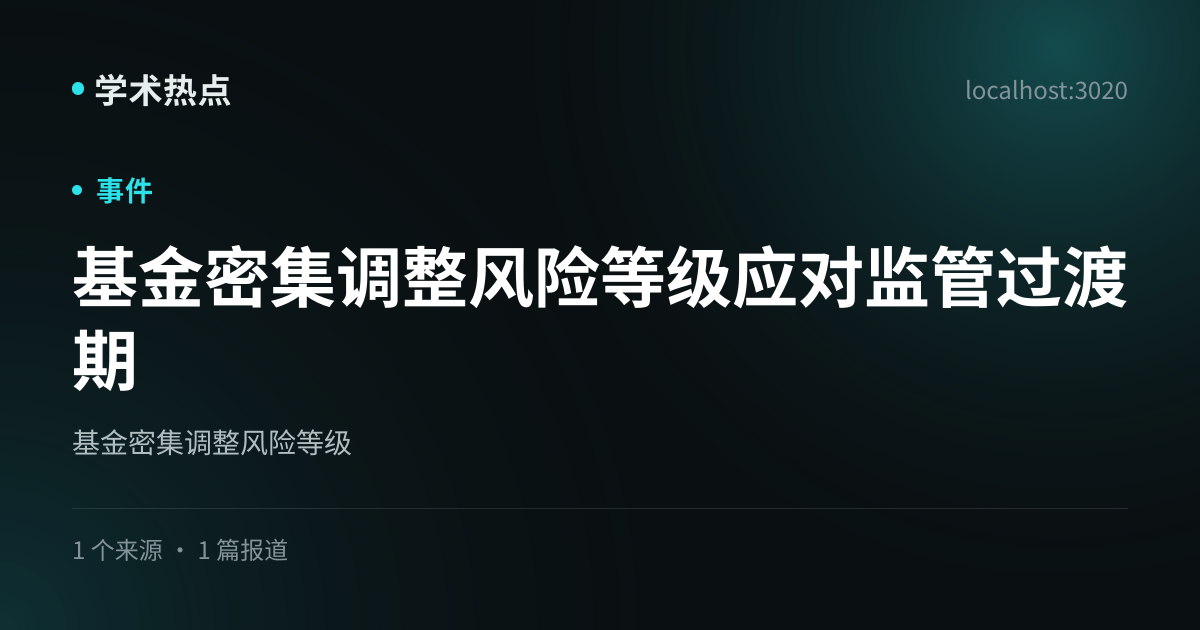 学术热点
localhost:3020
事件
基金密集调整风险等级应对监管过渡
期
基金密集调整风险等级
1 个来源 · 1 篇报道